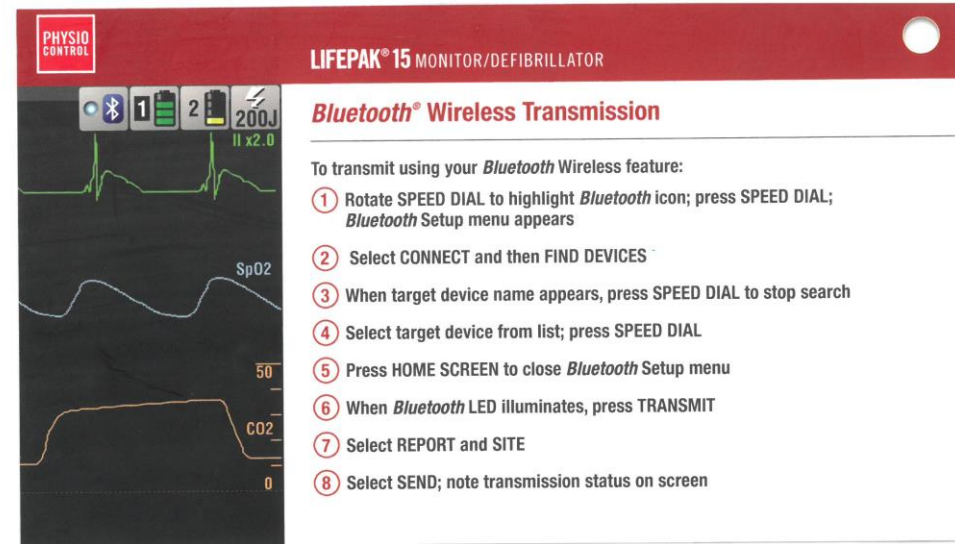 PHYSIO
CONTROL
LIFEPAK® 15 MONITOR/DEFIBRILLATOR
1
2
200J
II x2.0
SpO2
50
CO2
0
Bluetooth® Wireless Transmission
To transmit using your Bluetooth Wireless feature:
1 Rotate SPEED DIAL to highlight Bluetooth icon; press SPEED DIAL;
Bluetooth Setup menu appears
2 Select CONNECT and then FIND DEVICES
3 When target device name appears, press SPEED DIAL to stop search
4 Select target device from list; press SPEED DIAL
5 Press HOME SCREEN to close Bluetooth Setup menu
6 When Bluetooth LED illuminates, press TRANSMIT
7 Select REPORT and SITE
8 Select SEND; note transmission status on screen